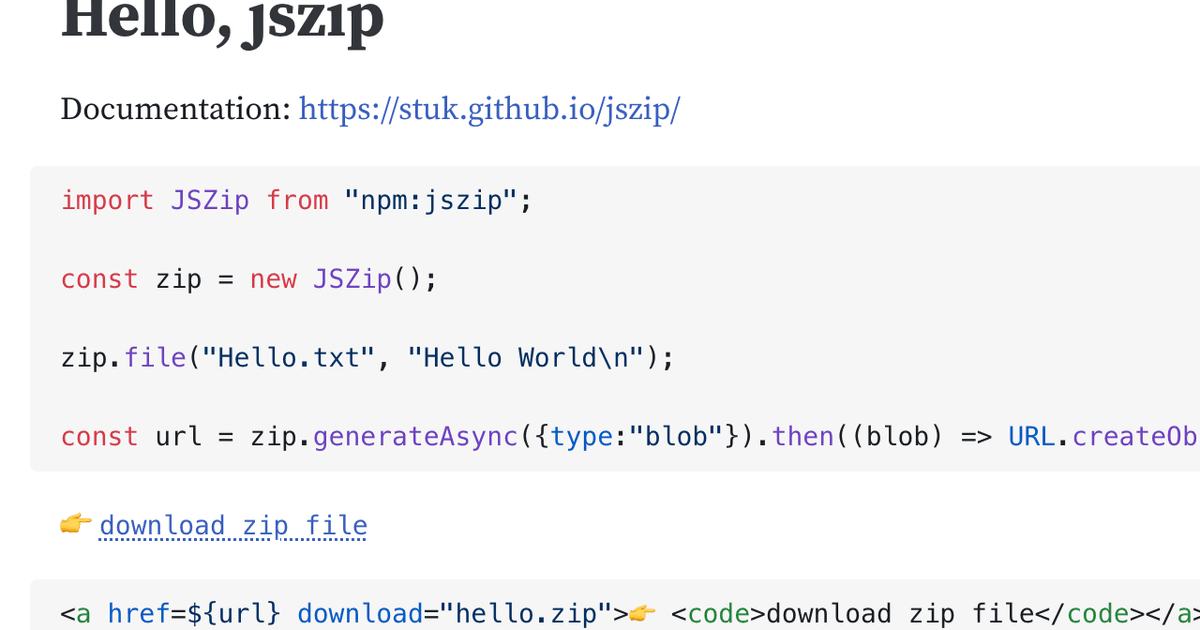 Hello, jszip
Documentation: https://stuk.github.io/jszip/
import JSZip from "npm:jszip";
const zip = new JSZip();
zip.file("Hello.txt", "Hello World\n");
const url = zip.generateAsync({type:"blob"}).then((blob) => URL.createOb
👉 download zip file
<a href=${url} download="hello.zip">👉 <code>download zip file</code></a>